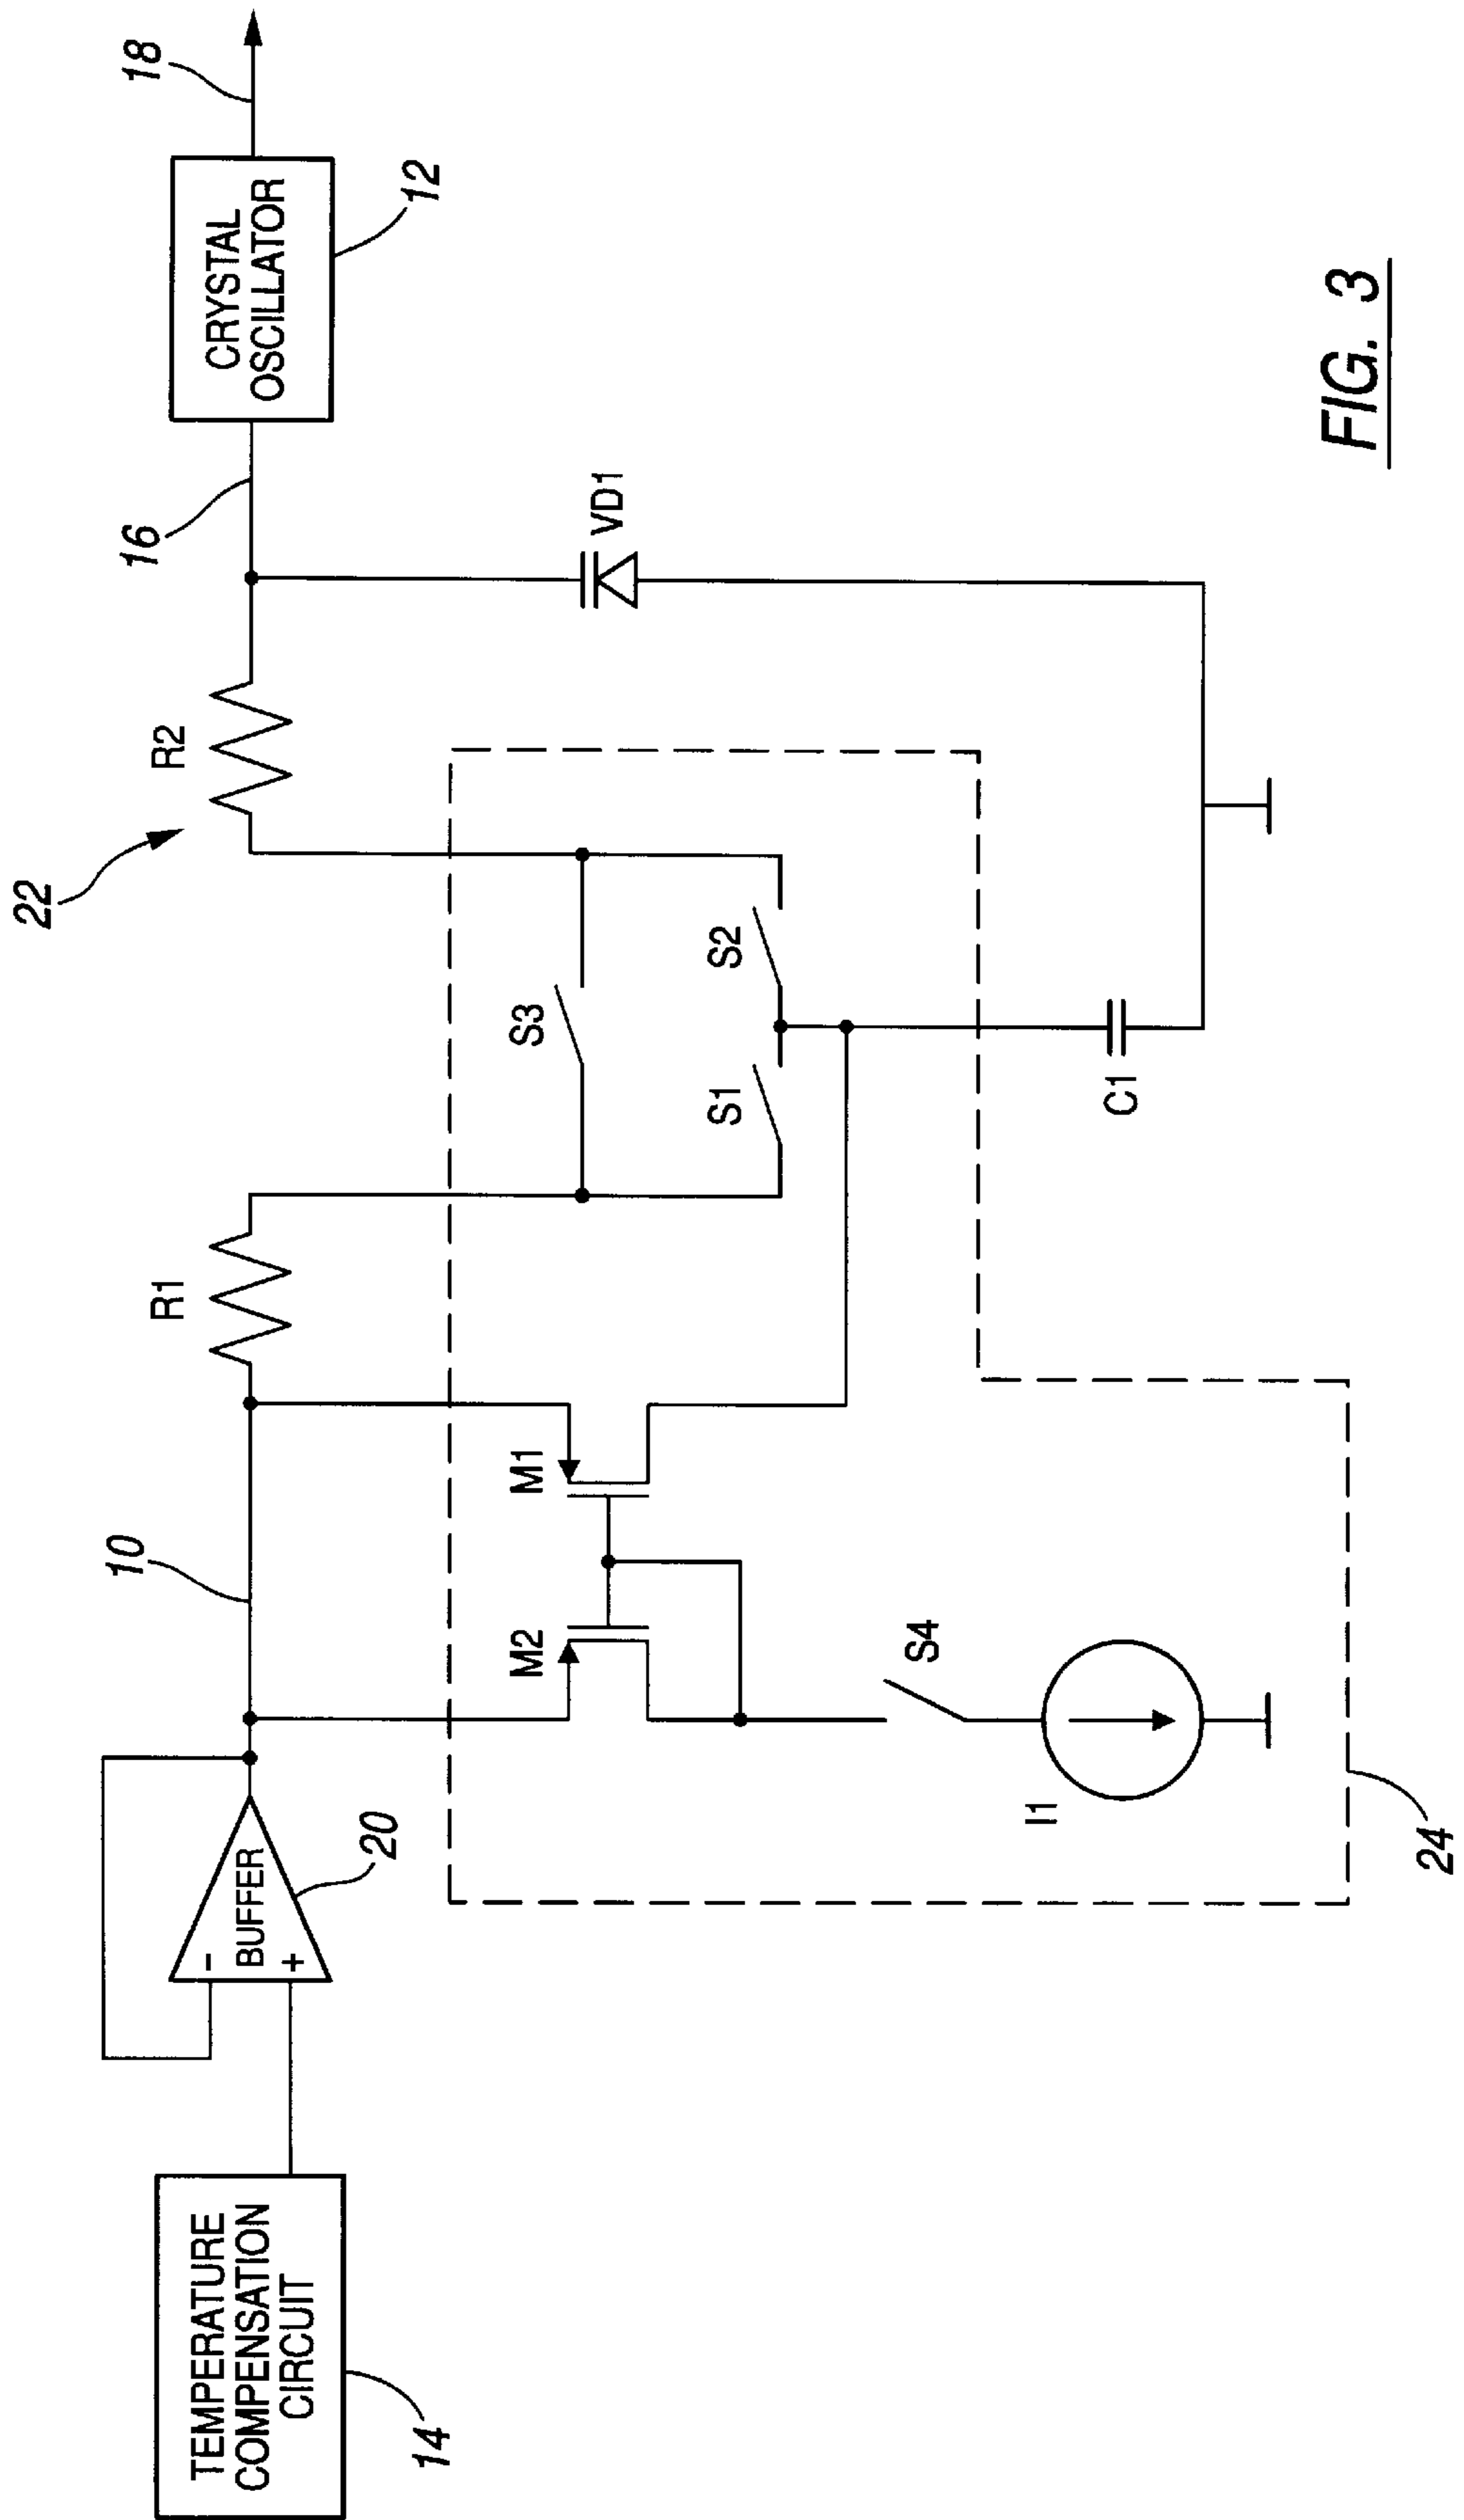 TEMPERATURE
COMPENSATION
CIRCUIT
14
BUFFER
-
+
20
10
M2
M1
S4
I1
24
R1
S3
S1
S2
C1
22
R2
VD1
16
CRYSTAL
OSCILLATOR
12
18
FIG. 3